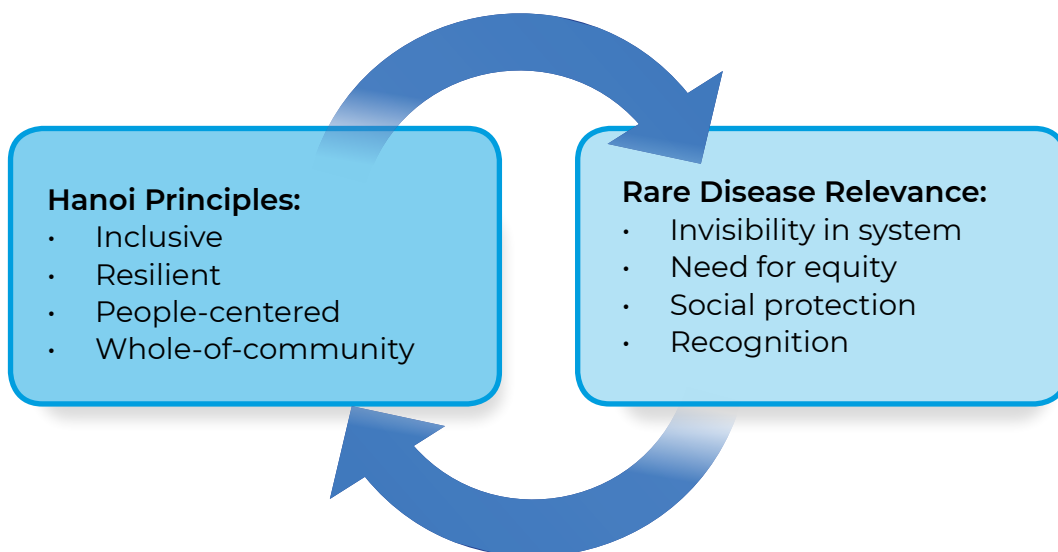 Hanoi Principles:
• Inclusive
• Resilient
• People-centered
• Whole-of-community
Rare Disease Relevance:
• Invisibility in system
• Need for equity
• Social protection
• Recognition